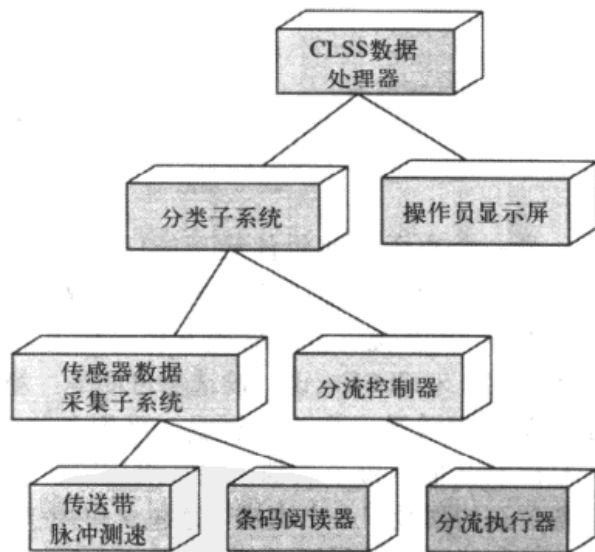 CLSS数据
处理器
分类子系统
操作员显示屏
传感器数据
采集子系统
分流控制器
传送带
脉冲测速
条码阅读器
分流执行器